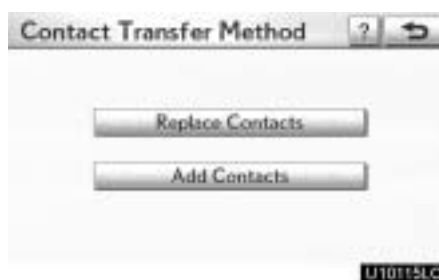 Contact Transfer Method ?
Replace Contacts
Add Contacts
U10115LC